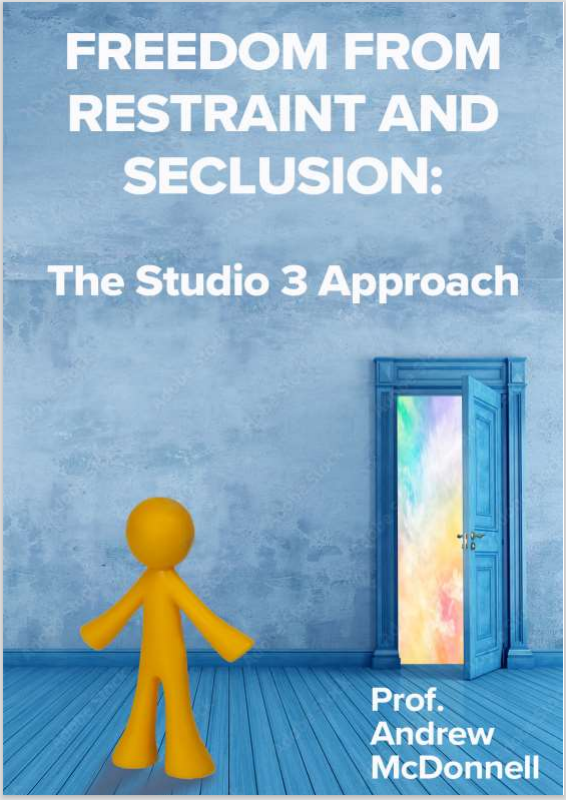 FREEDOM FROM
RESTRAINT AND
SECLUSION:
The Studio 3 Approach
Prof.
Andrew
McDonnell